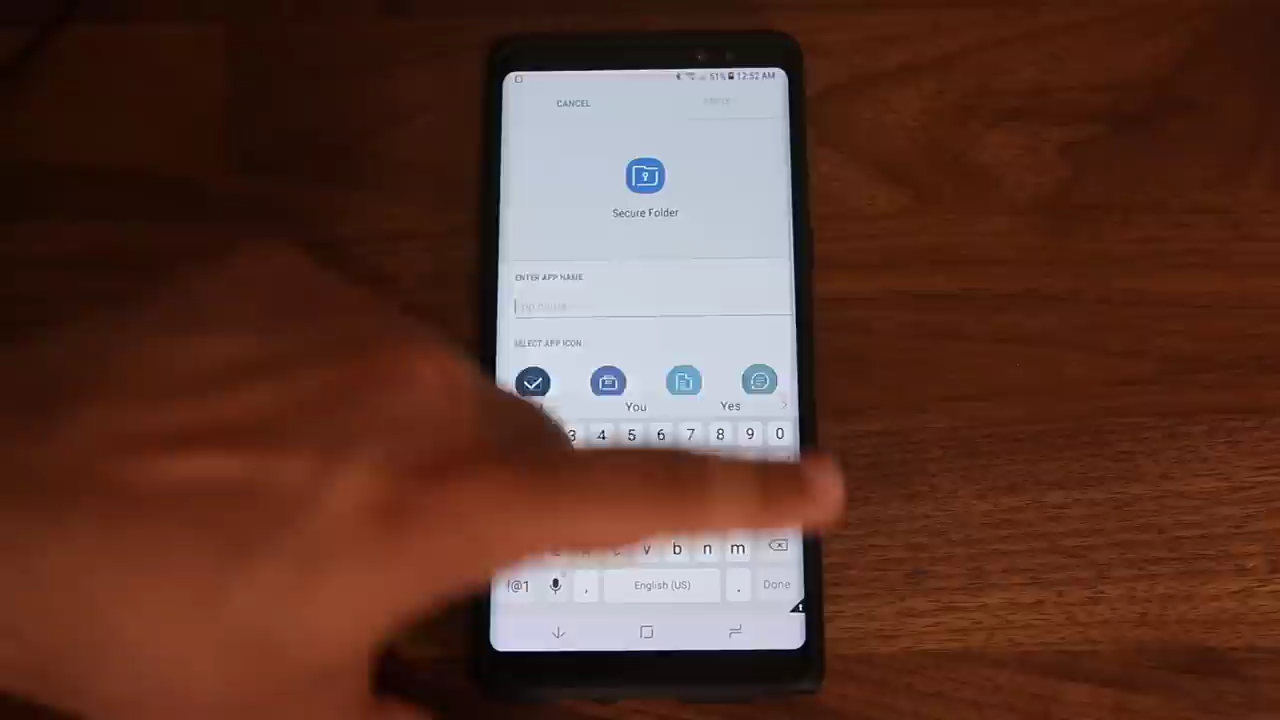 51% 12:52 AM
CANCEL
Secure Folder
ENTER APP NAME
SELECT APP ICON
You Yes
3 4 5 6 7 8 9 0
v b n m
!@1 , English (US) . Done